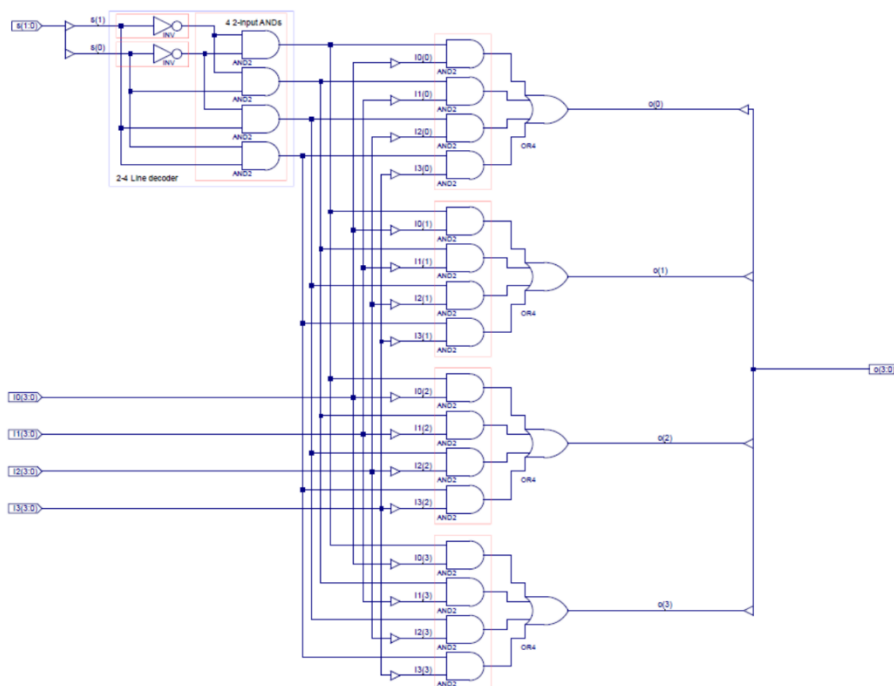 s(1:0)
s(1)
INV
s(0)
INV
4 2-input ANDs
AND2
AND2
AND2
AND2
2-4 Line decoder
I0(0)
AND2
I1(0)
AND2
I2(0)
AND2
I3(0)
AND2
OR4
o(0)
I0(1)
AND2
I1(1)
AND2
I2(1)
AND2
I3(1)
AND2
OR4
o(1)
o(3:0)
I0(3:0)
I1(3:0)
I2(3:0)
I3(3:0)
I0(2)
AND2
I1(2)
AND2
I2(2)
AND2
I3(2)
AND2
OR4
o(2)
I0(3)
AND2
I1(3)
AND2
I2(3)
AND2
I3(3)
AND2
OR4
o(3)